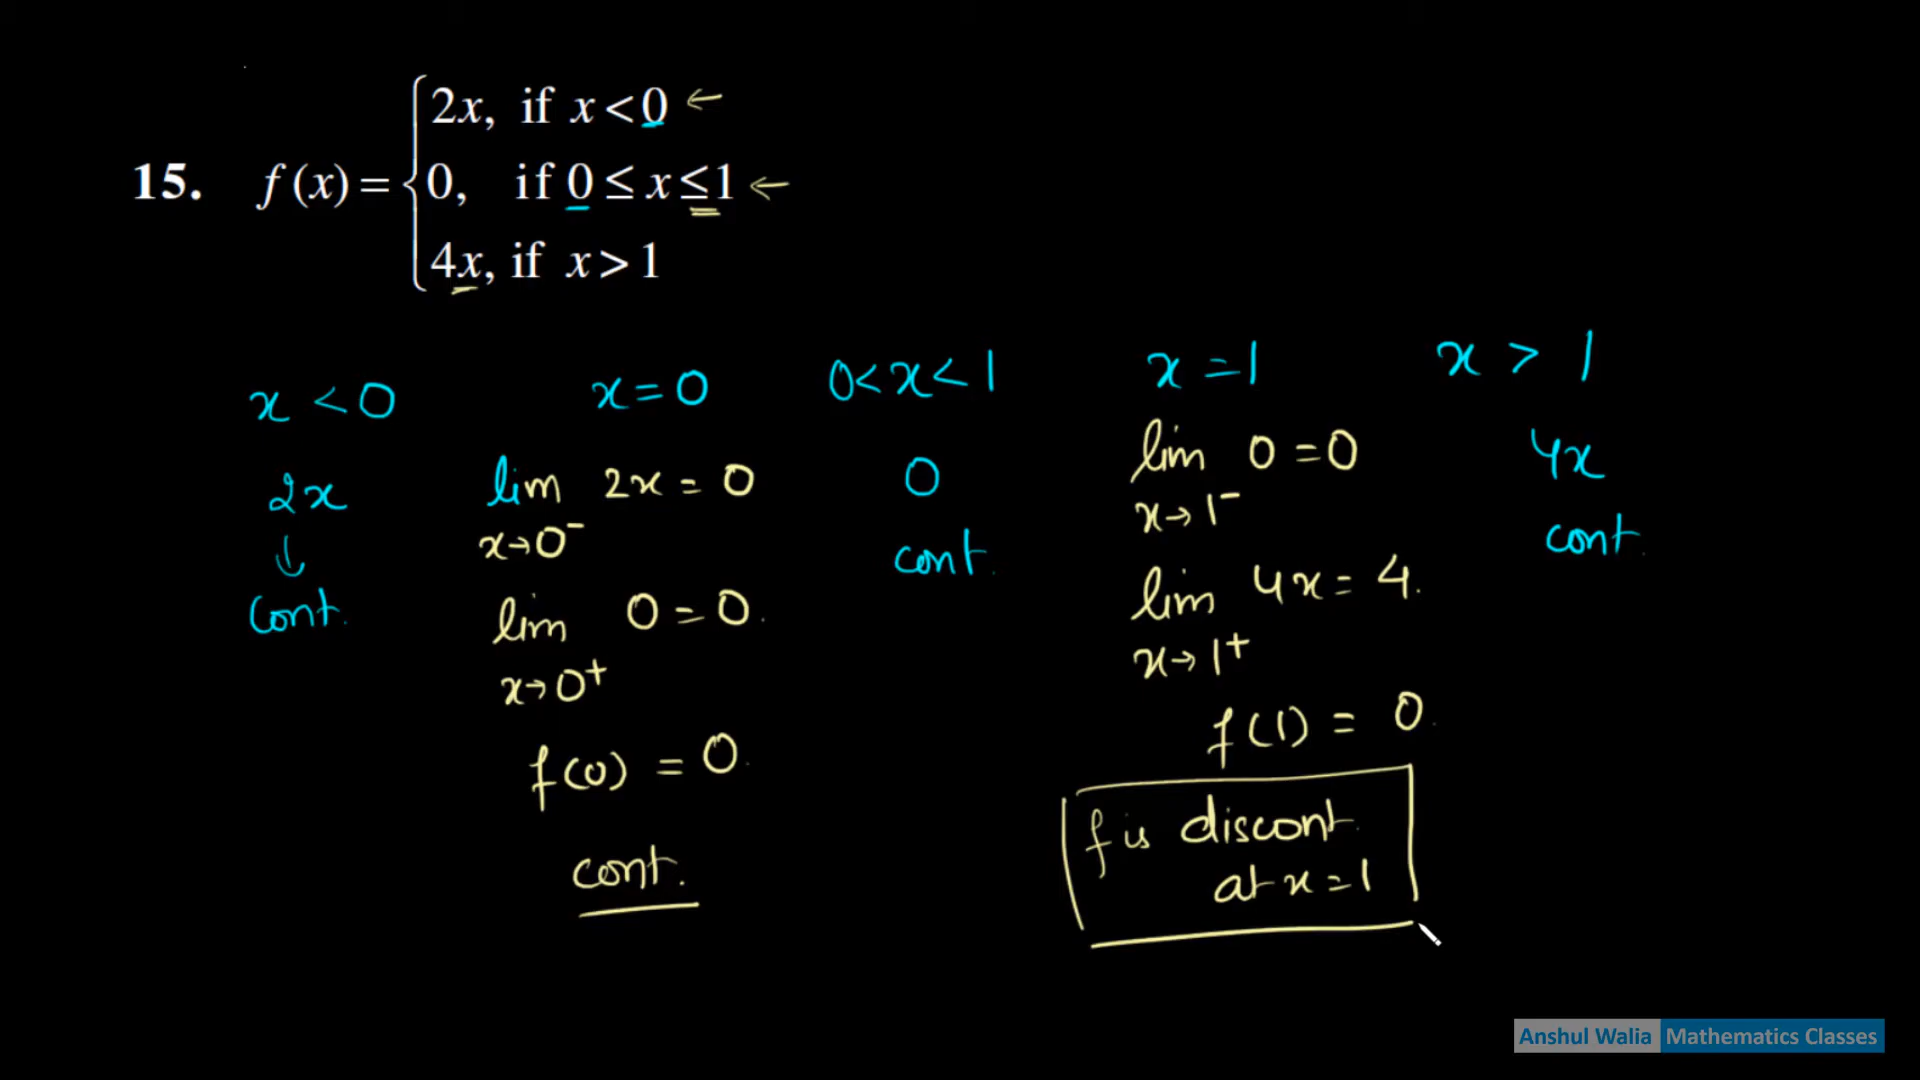 2x, if x < 0 ←
15. f(x) = { 0, if 0 ≤ x ≤ 1 ←
4x, if x > 1
x < 0
2x
↓
cont.
x = 0
lim 2x = 0
x→0⁻
lim 0 = 0.
x→0⁺
f(0) = 0.
cont.
0 < x < 1
0
cont.
x = 1
lim 0 = 0
x→1⁻
lim 4x = 4.
x→1⁺
f(1) = 0.
f is discont.
at x = 1
x > 1
4x
cont.
Anshul Walia Mathematics Classes